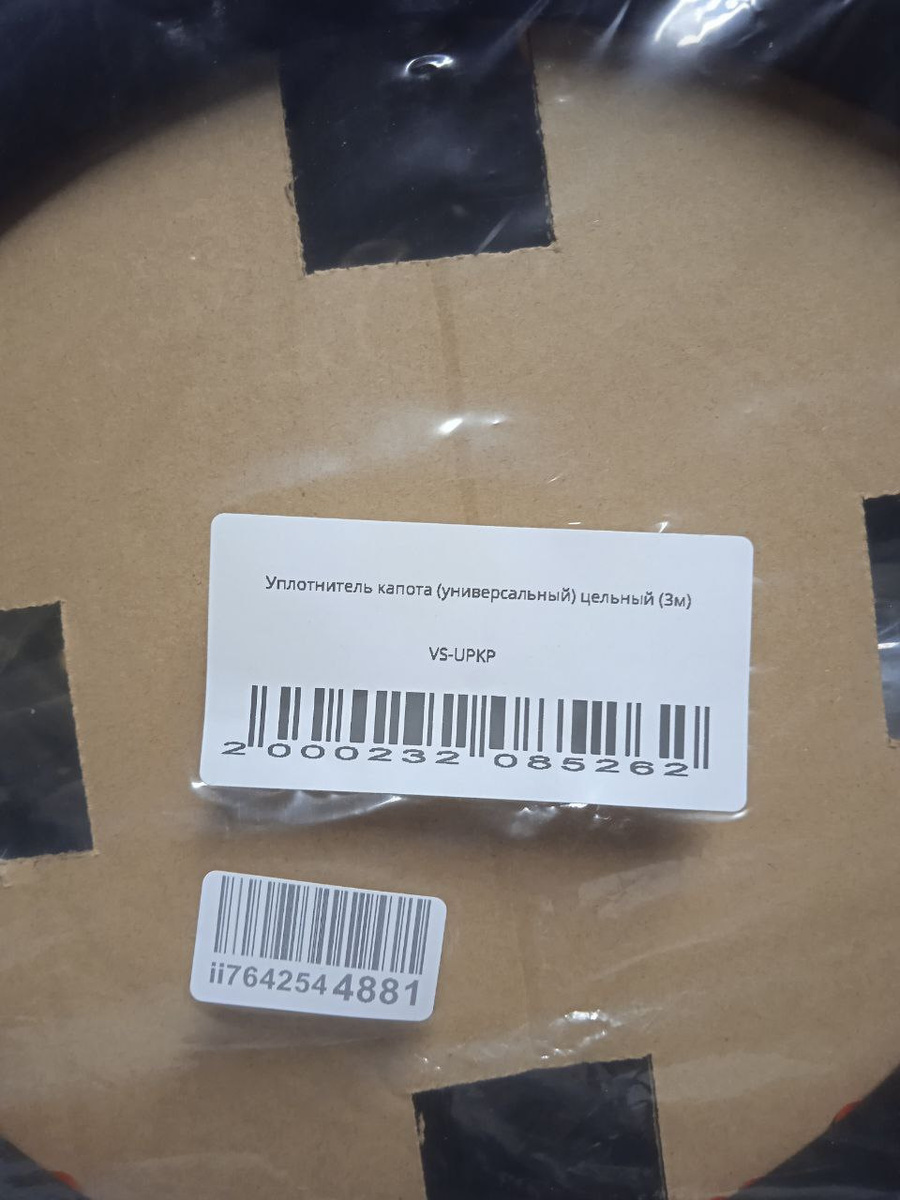 Уплотнитель капота (универсальный) цельный (3м)
VS-UPKP
2 000232 085262
ii7642544881